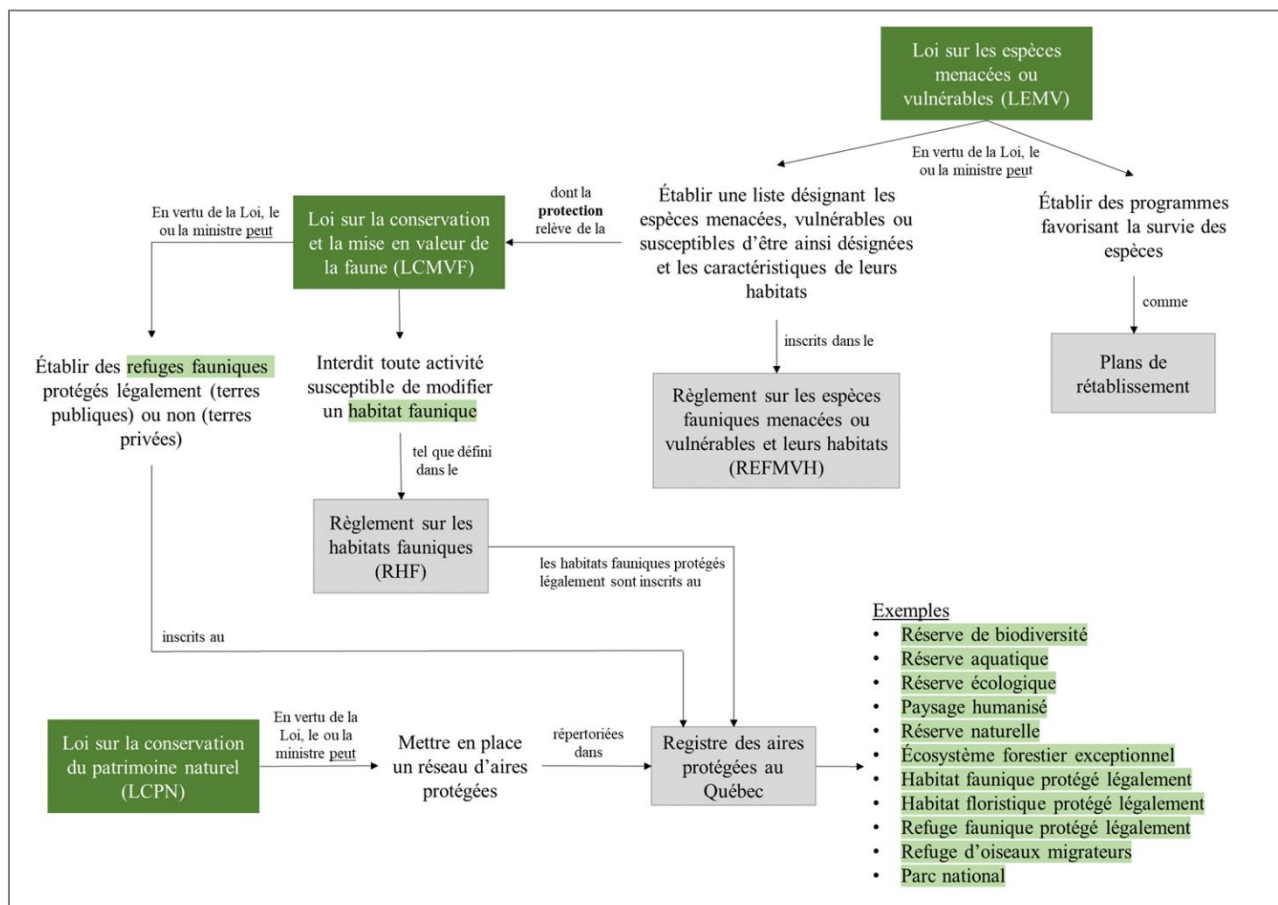 Loi sur les espèces
menacées ou
vulnérables (LEMV)
En vertu de la Loi, le
ou la ministre peut
Établir une liste désignant les
espèces menacées, vulnérables ou
susceptibles d’être ainsi désignées
et les caractéristiques de leurs
habitats
Établir des programmes
favorisant la survie des
espèces
dont la
protection
relève de la
Loi sur la conservation
et la mise en valeur de
la faune (LCMVF)
En vertu de la Loi, le
ou la ministre peut
comme
Plans de
rétablissement
inscrits dans le
Règlement sur les espèces
fauniques menacées ou
vulnérables et leurs habitats
(REFMVH)
Établir des refuges fauniques
protégés légalement (terres
publiques) ou non (terres
privées)
Interdit toute activité
susceptible de modifier
un habitat faunique
tel que défini
dans le
Règlement sur les
habitats fauniques
(RHF)
les habitats fauniques protégés
légalement sont inscrits au
inscrits au
Loi sur la conservation
du patrimoine naturel
(LCPN)
En vertu de la
Loi, le ou la
ministre peut
Mettre en place
un réseau d’aires
protégées
répertoriées
dans
Registre des aires
protégées au
Québec
Exemples
• Réserve de biodiversité
• Réserve aquatique
• Réserve écologique
• Paysage humanisé
• Réserve naturelle
• Écosystème forestier exceptionnel
• Habitat faunique protégé légalement
• Habitat floristique protégé légalement
• Refuge faunique protégé légalement
• Refuge d’oiseaux migrateurs
• Parc national